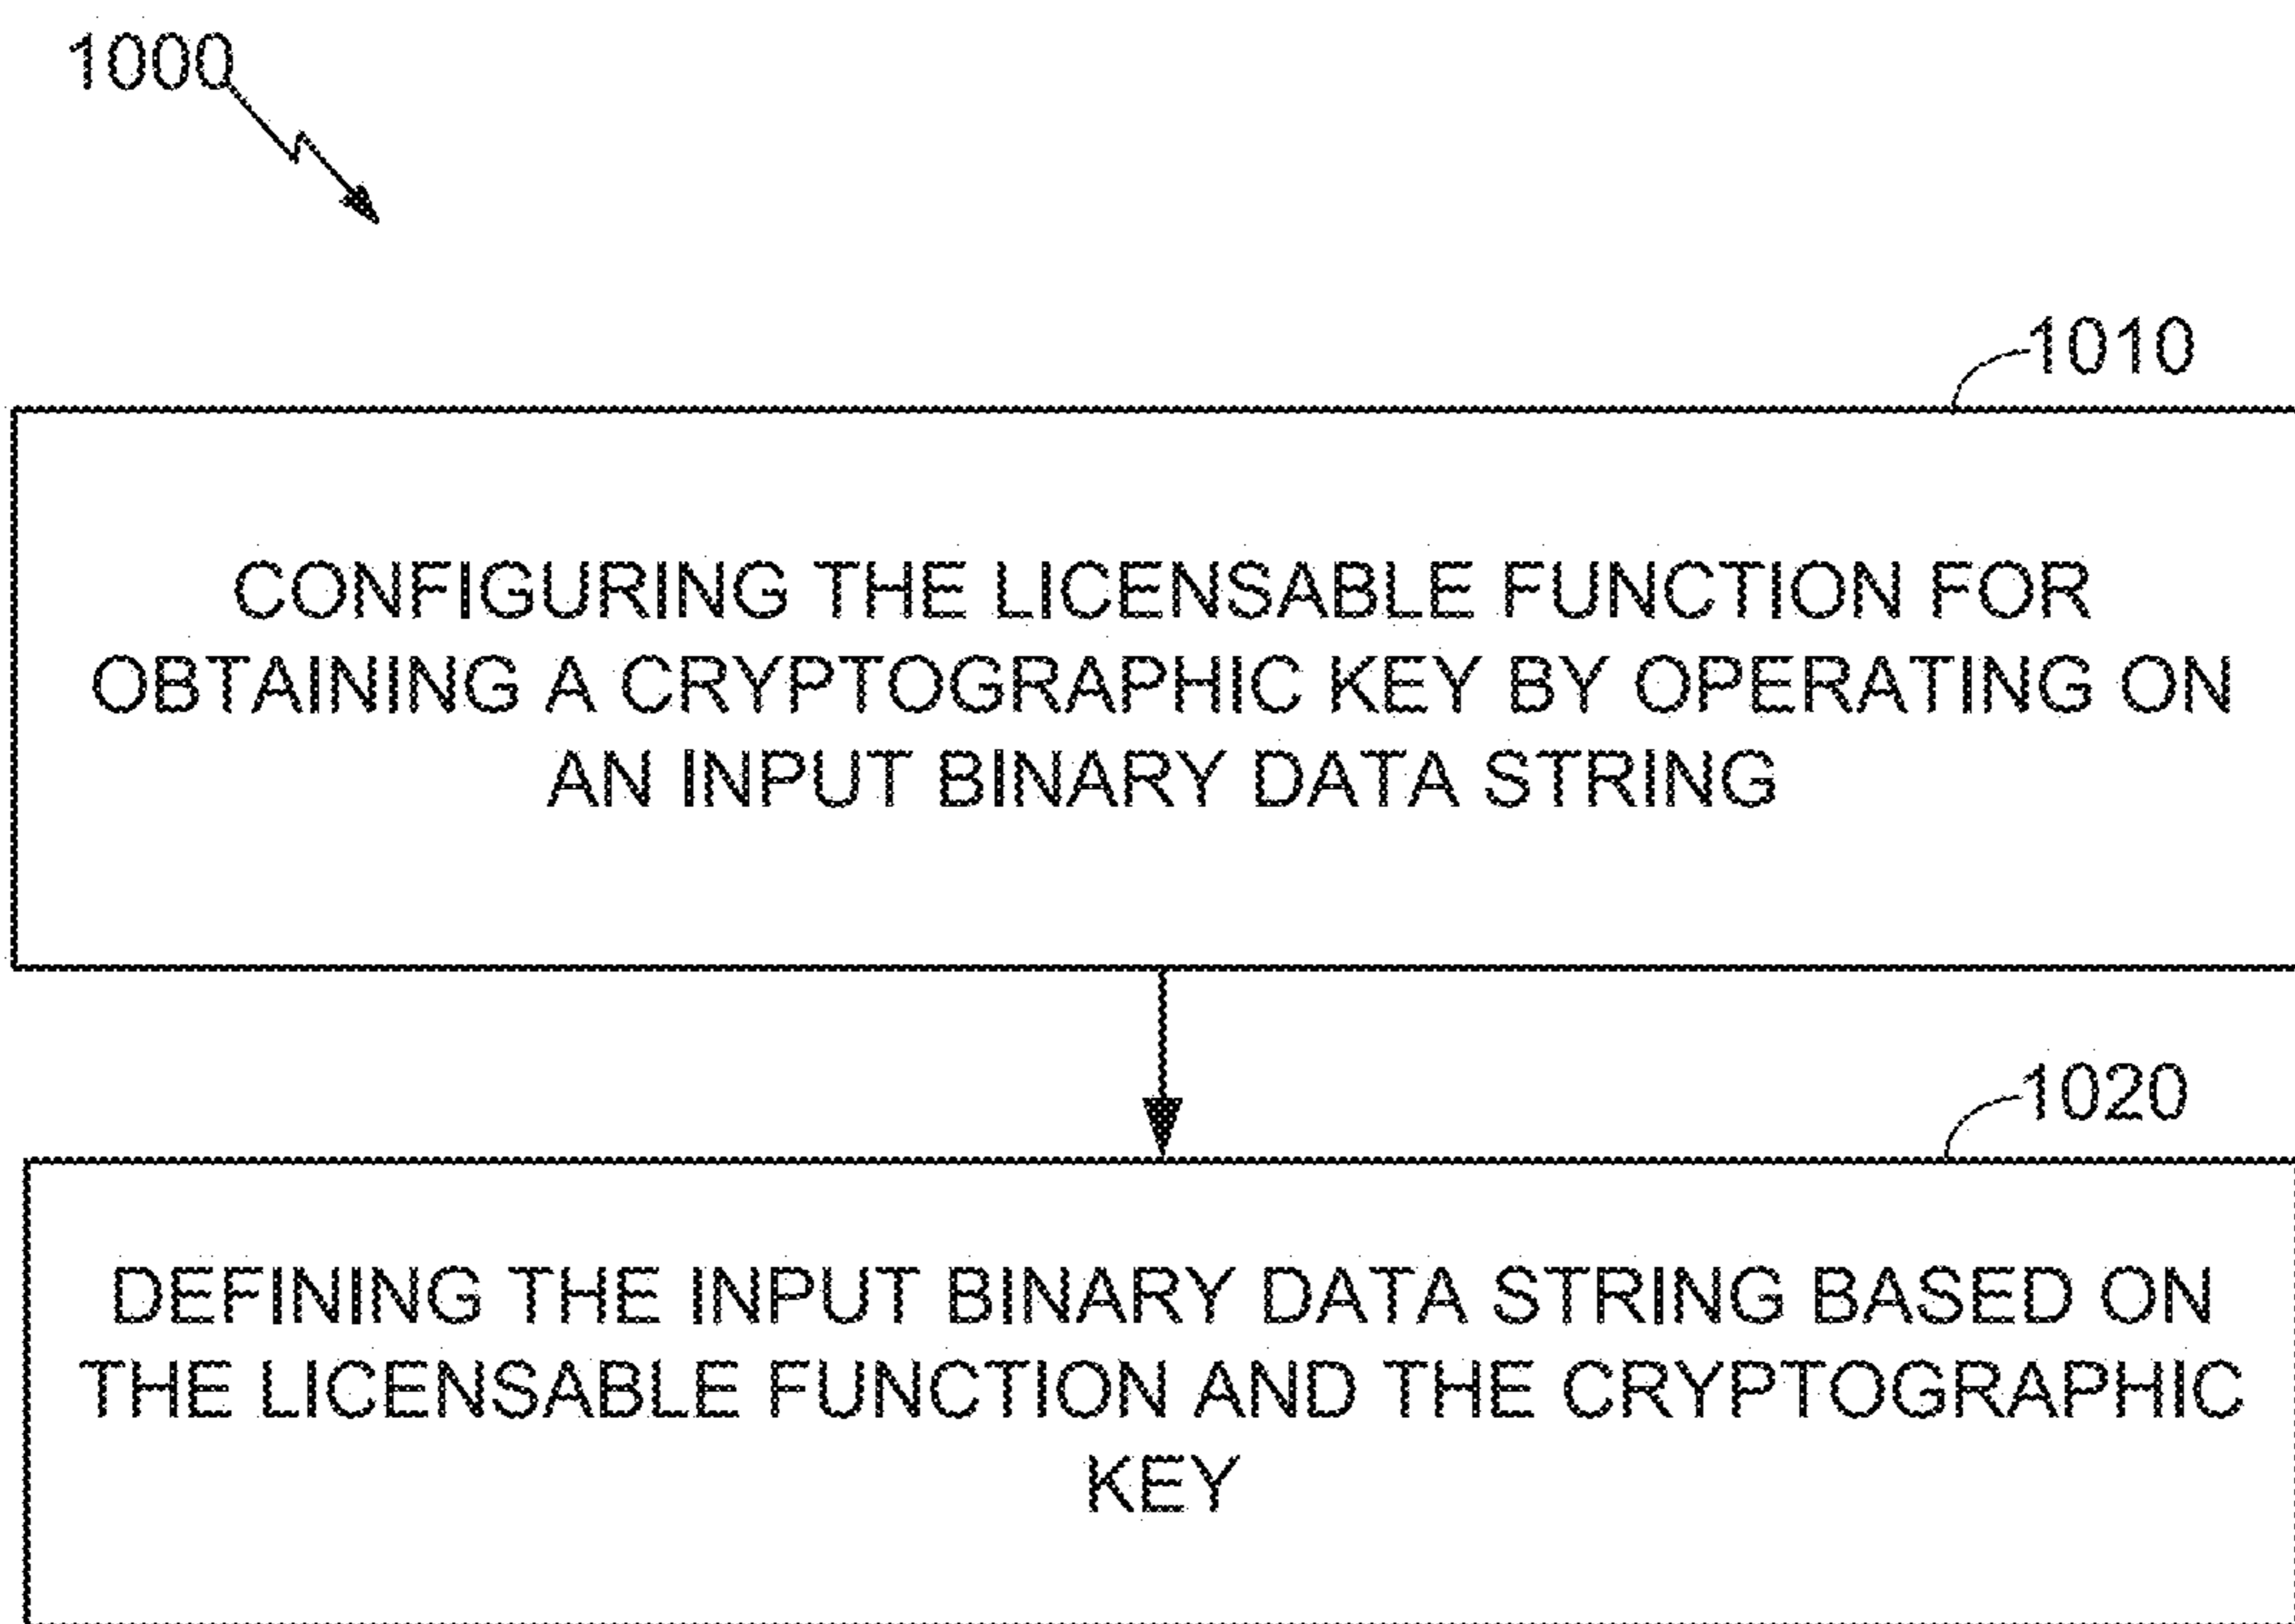 1000
1010
CONFIGURING THE LICENSABLE FUNCTION FOR
OBTAINING A CRYPTOGRAPHIC KEY BY OPERATING ON
AN INPUT BINARY DATA STRING
1020
DEFINING THE INPUT BINARY DATA STRING BASED ON
THE LICENSABLE FUNCTION AND THE CRYPTOGRAPHIC
KEY